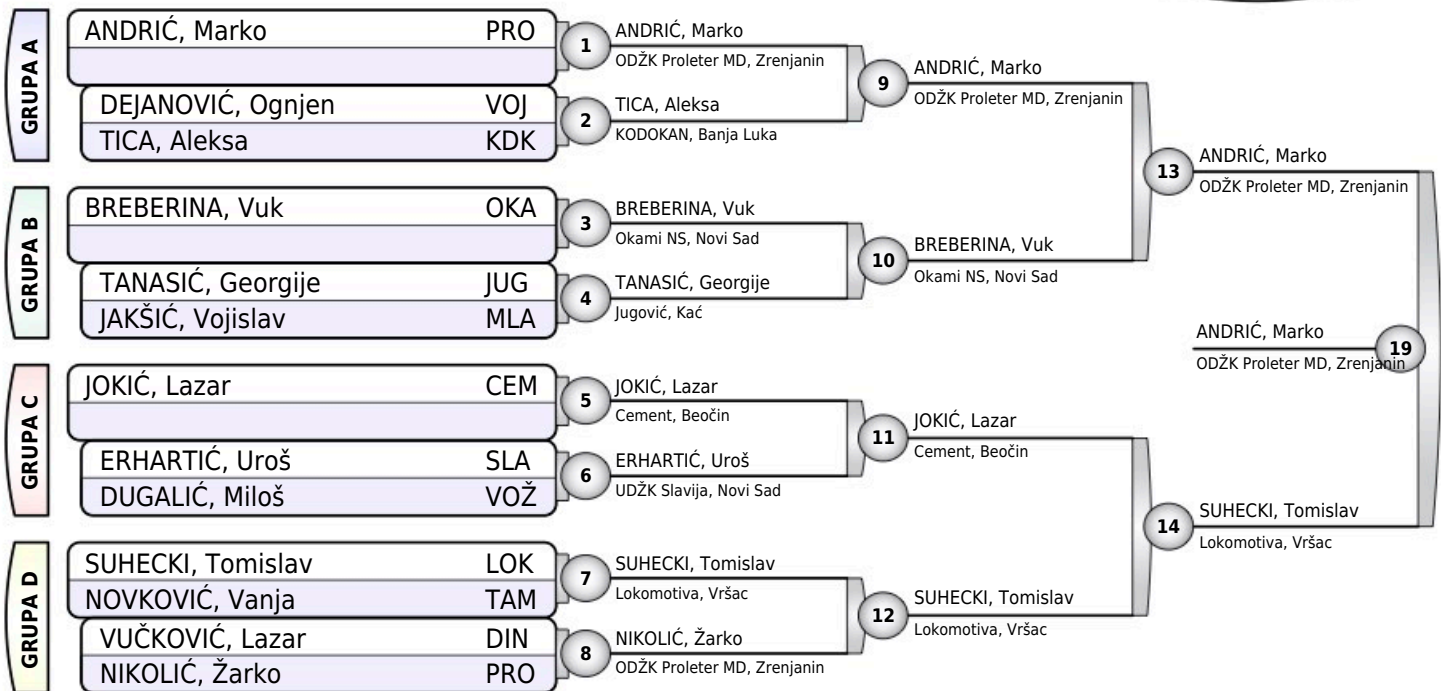 GRUPA A
ANDRIĆ, Marko PRO
DEJANOVIĆ, Ognjen VOJ
TICA, Aleksa KDK
GRUPA B
BREBERINA, Vuk OKA
TANASIĆ, Georgije JUG
JAKŠIĆ, Vojislav MLA
GRUPA C
JOKIĆ, Lazar CEM
ERHARTIĆ, Uroš SLA
DUGALIĆ, Miloš VOŽ
GRUPA D
SUHECKI, Tomislav LOK
NOVKOVIĆ, Vanja TAM
VUČKOVIĆ, Lazar DIN
NIKOLIĆ, Žarko PRO
1
ANDRIĆ, Marko
ODŽK Proleter MD, Zrenjanin
2
TICA, Aleksa
KODOKAN, Banja Luka
3
BREBERINA, Vuk
Okami NS, Novi Sad
4
TANASIĆ, Georgije
Jugović, Kać
5
JOKIĆ, Lazar
Cement, Beočin
6
ERHARTIĆ, Uroš
UDŽK Slavija, Novi Sad
7
SUHECKI, Tomislav
Lokomotiva, Vršac
8
NIKOLIĆ, Žarko
ODŽK Proleter MD, Zrenjanin
9
ANDRIĆ, Marko
ODŽK Proleter MD, Zrenjanin
10
BREBERINA, Vuk
Okami NS, Novi Sad
11
JOKIĆ, Lazar
Cement, Beočin
12
SUHECKI, Tomislav
Lokomotiva, Vršac
13
ANDRIĆ, Marko
ODŽK Proleter MD, Zrenjanin
14
SUHECKI, Tomislav
Lokomotiva, Vršac
ANDRIĆ, Marko
ODŽK Proleter MD, Zrenjanin
19